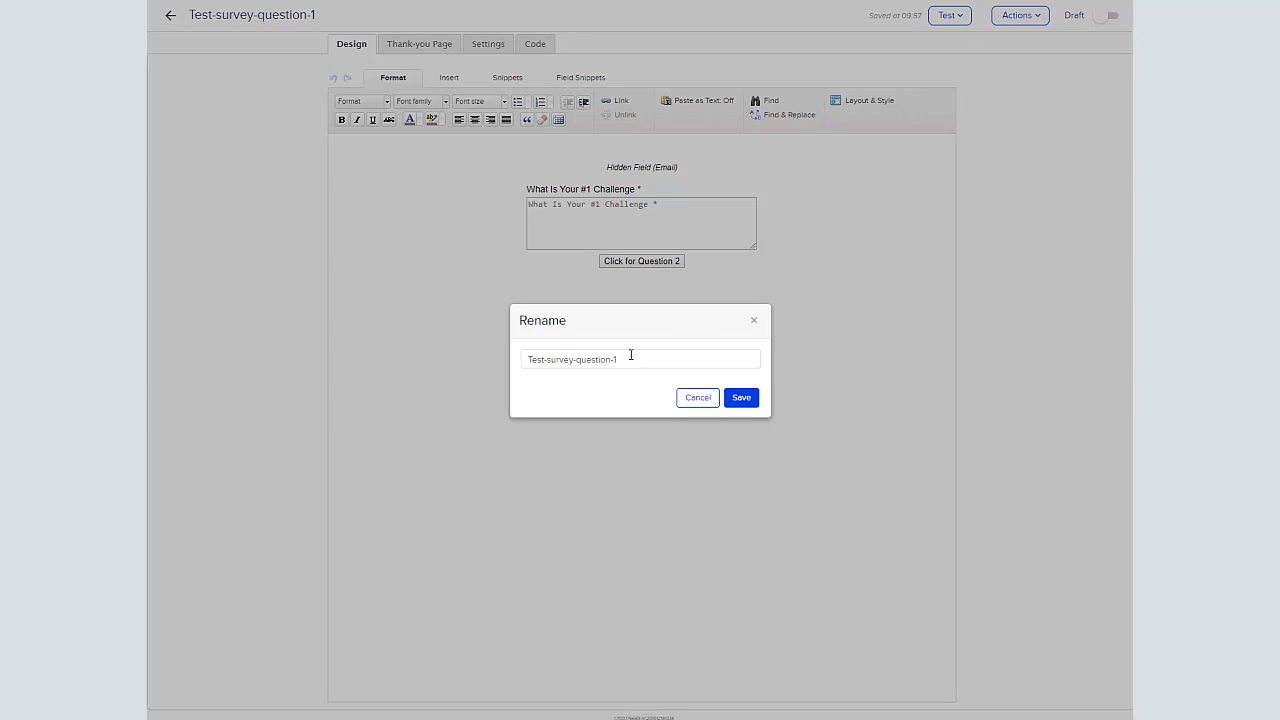 Test-survey-question-1
Saved at 09:57
Test
Actions
Draft
Design
Thank-you Page
Settings
Code
Format
Insert
Snippets
Field Snippets
Format
Font family
Font size
Link
Paste as Text: Off
Find
Layout & Style
B I U ABC
A
Unlink
Find & Replace
Hidden Field (Email)
What Is Your #1 Challenge *
What Is Your #1 Challenge *
Click for Question 2
Rename
Test-survey-question-1
Cancel
Save